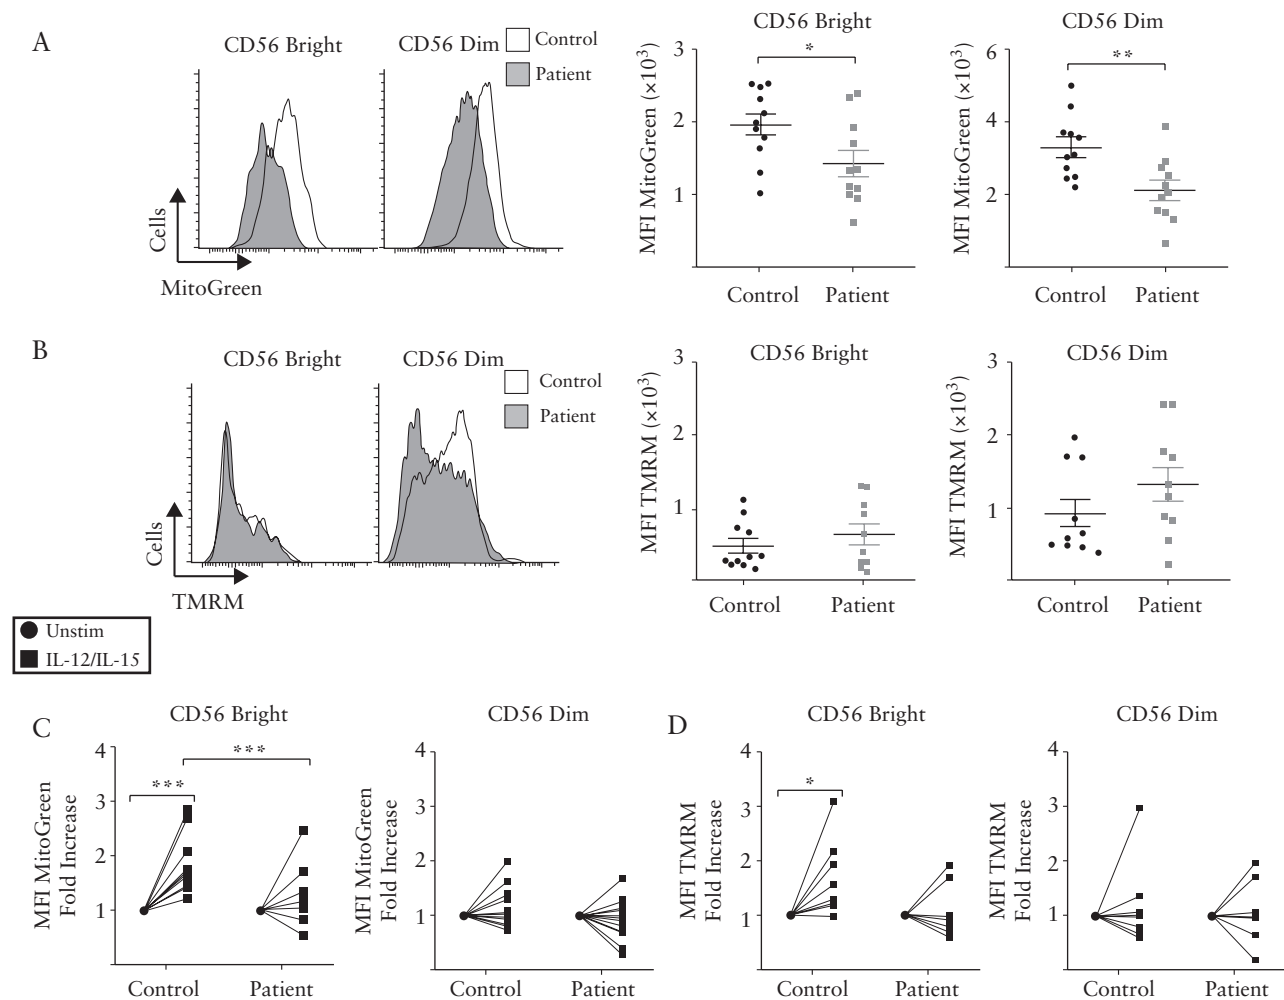 A
CD56 Bright
CD56 Dim
Control
Patient
Cells
MitoGreen
CD56 Bright
MFI MitoGreen (×10³)
3
2
1
*
Control
Patient
CD56 Dim
MFI MitoGreen (×10³)
6
4
2
**
Control
Patient
B
CD56 Bright
CD56 Dim
Control
Patient
Cells
TMRM
CD56 Bright
MFI TMRM (×10³)
3
2
1
Control
Patient
CD56 Dim
MFI TMRM (×10³)
3
2
1
Control
Patient
Unstim
IL-12/IL-15
C
CD56 Bright
MFI MitoGreen
Fold Increase
4
3
2
1
***
***
Control
Patient
CD56 Dim
MFI MitoGreen
Fold Increase
4
3
2
1
Control
Patient
D
CD56 Bright
MFI TMRM
Fold Increase
4
3
2
1
*
Control
Patient
CD56 Dim
MFI TMRM
Fold Increase
4
3
2
1
Control
Patient